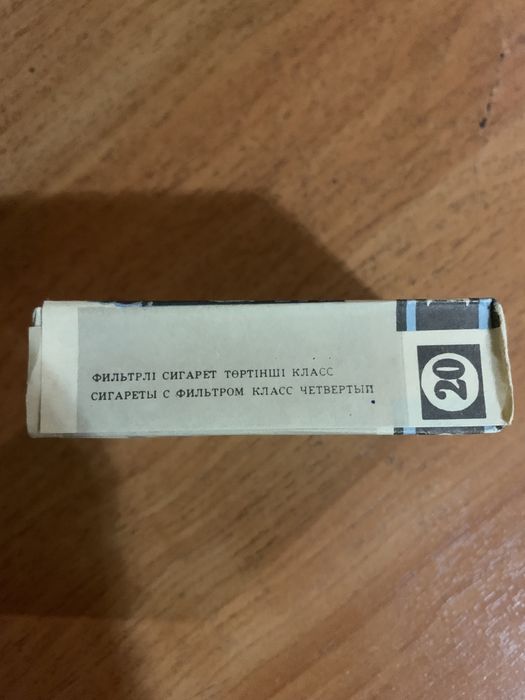 ФИЛЬТРЛІ СИГАРЕТ ТӨРТІНШІ КЛАСС
СИГАРЕТЫ С ФИЛЬТРОМ КЛАСС ЧЕТВЕРТЫЙ
20